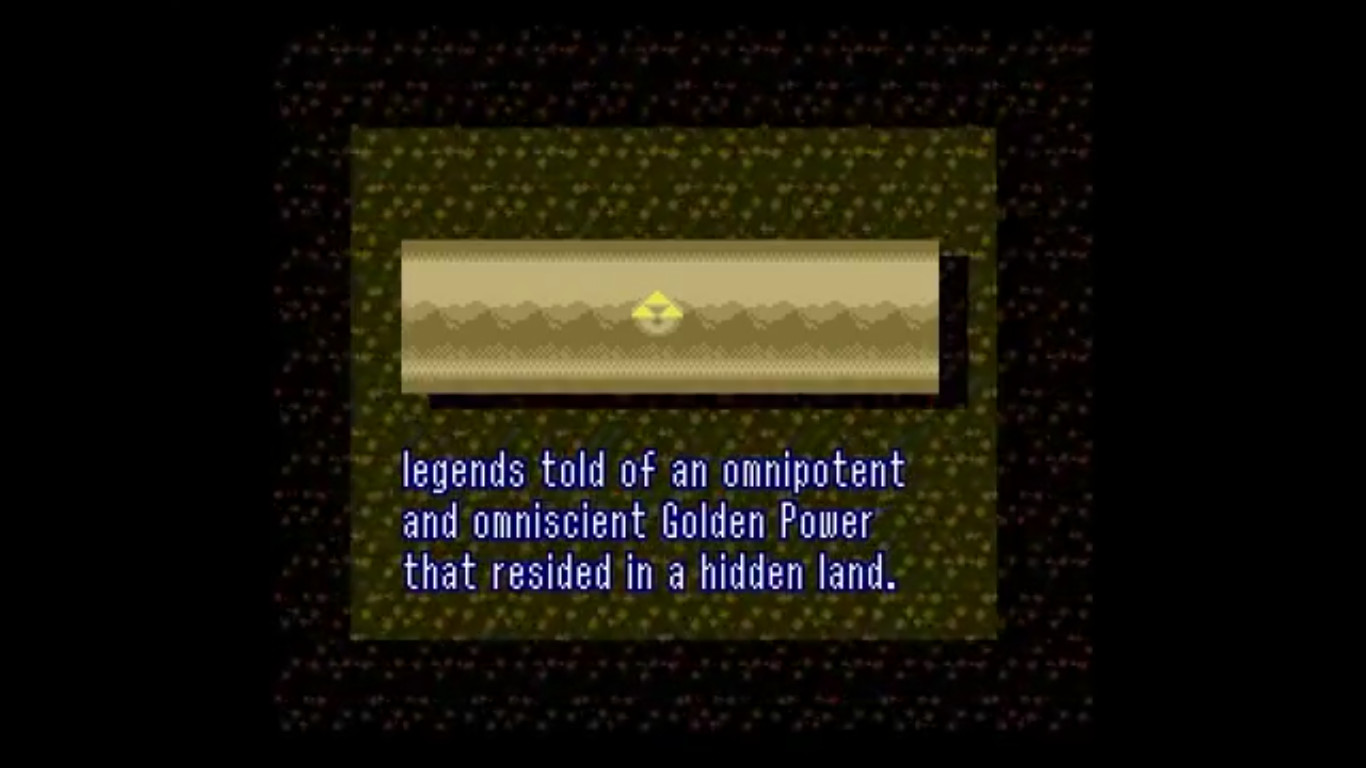 legends told of an omnipotent
and omniscient Golden Power
that resided in a hidden land.